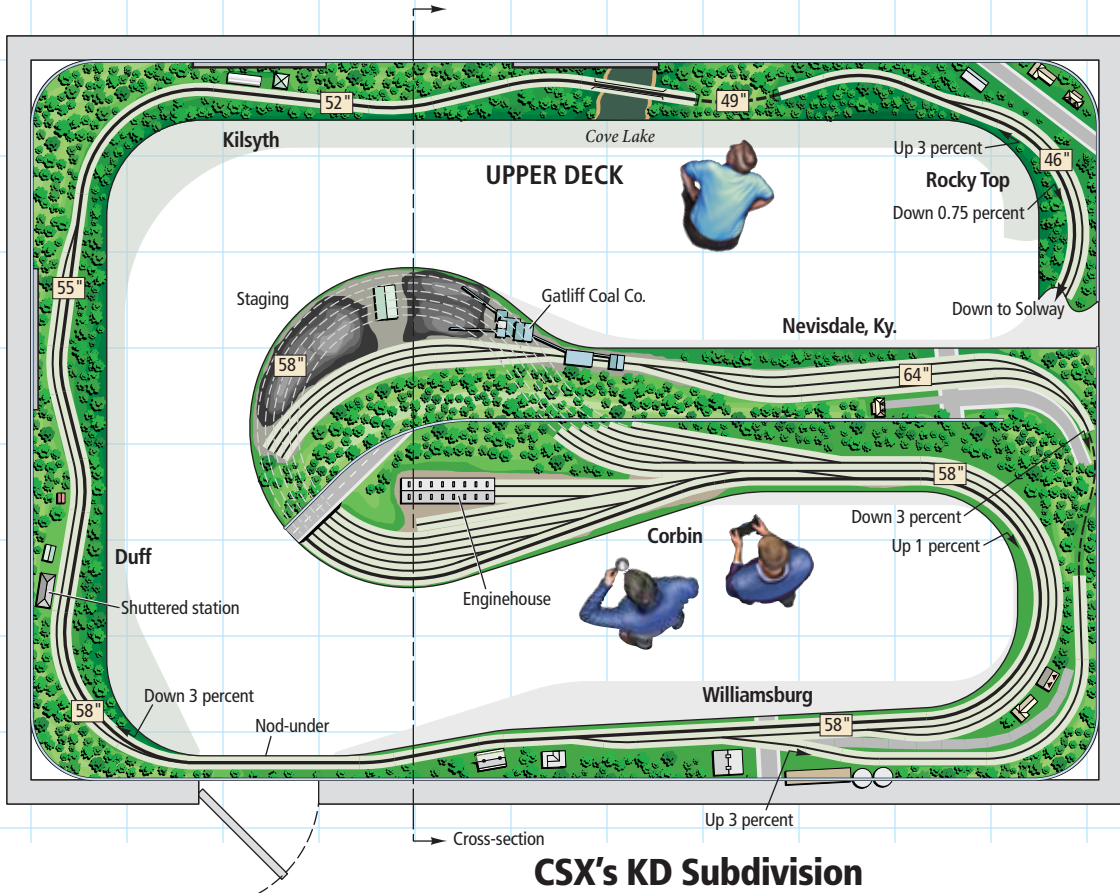 52"
49"
Kilsyth
Cove Lake
Up 3 percent
46"
UPPER DECK
Rocky Top
Down 0.75 percent
55"
Staging
Gatliff Coal Co.
Down to Solway
Nevisdale, Ky.
58"
64"
58"
Down 3 percent
Corbin
Up 1 percent
Duff
Enginehouse
Shuttered station
Down 3 percent
Williamsburg
58"
Nod-under
58"
Up 3 percent
Cross-section
CSX's KD Subdivision